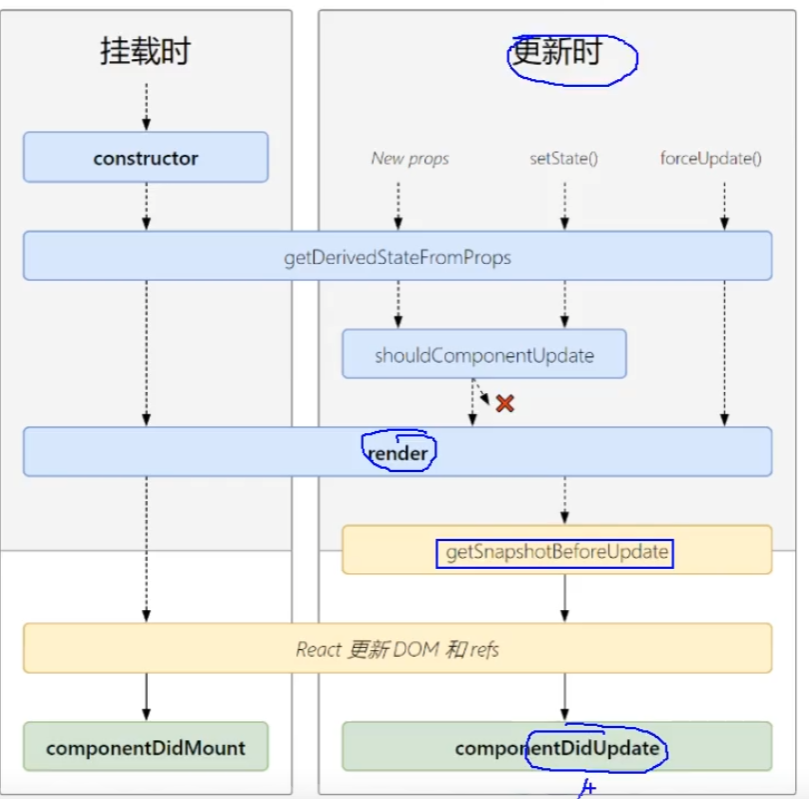 挂载时
更新时
constructor
New props
setState()
forceUpdate()
getDerivedStateFromProps
shouldComponentUpdate
render
getSnapshotBeforeUpdate
React 更新 DOM 和 refs
componentDidMount
componentDidUpdate